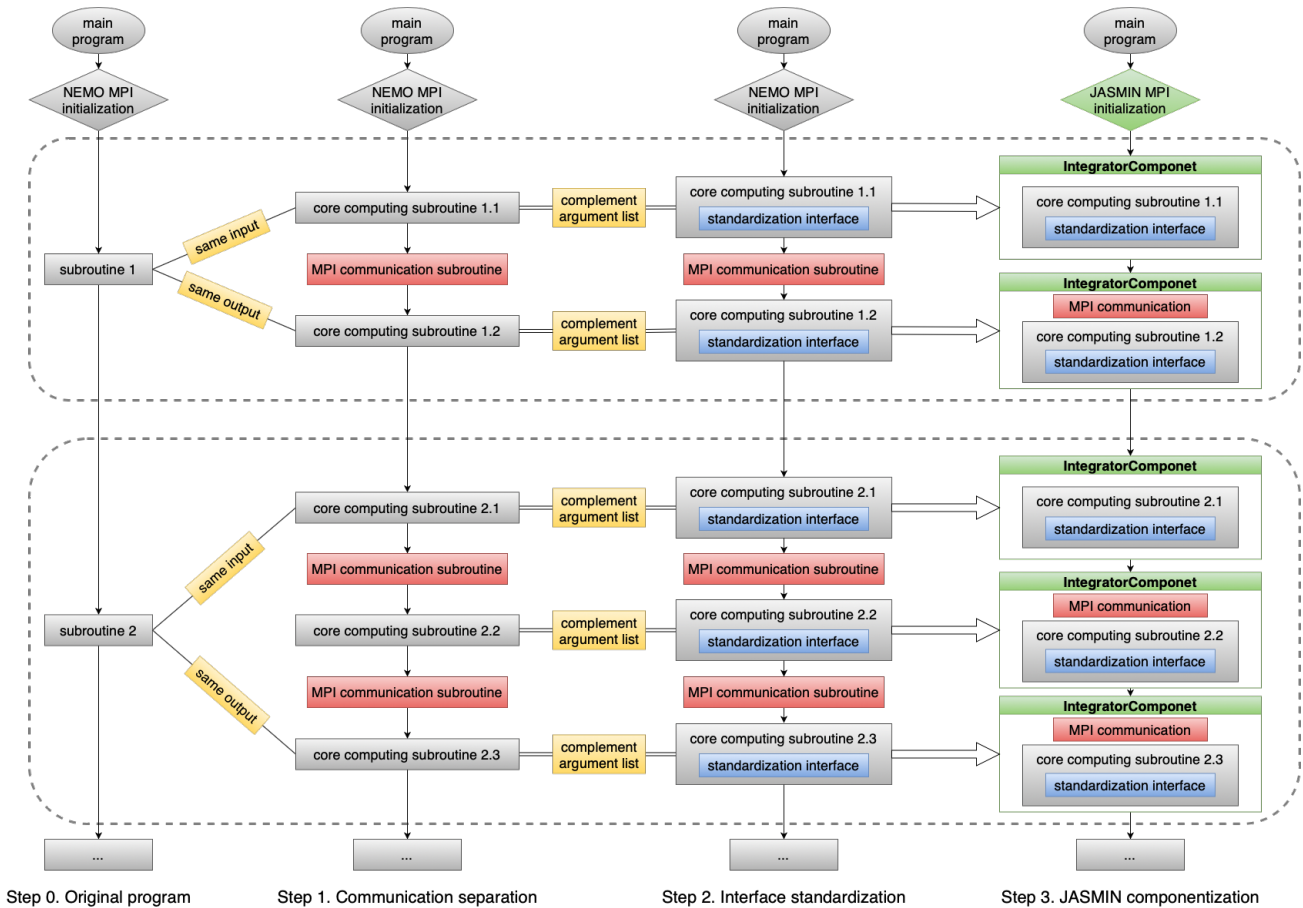 main
program
main
program
main
program
main
program
NEMO MPI
initialization
NEMO MPI
initialization
NEMO MPI
initialization
JASMIN MPI
initialization
subroutine 1
same input
same output
core computing subroutine 1.1
MPI communication subroutine
core computing subroutine 1.2
complement
argument list
complement
argument list
core computing subroutine 1.1
standardization interface
MPI communication subroutine
core computing subroutine 1.2
standardization interface
IntegratorComponet
core computing subroutine 1.1
standardization interface
IntegratorComponet
MPI communication
core computing subroutine 1.2
standardization interface
subroutine 2
same input
same output
core computing subroutine 2.1
MPI communication subroutine
core computing subroutine 2.2
MPI communication subroutine
core computing subroutine 2.3
complement
argument list
complement
argument list
complement
argument list
core computing subroutine 2.1
standardization interface
MPI communication subroutine
core computing subroutine 2.2
standardization interface
MPI communication subroutine
core computing subroutine 2.3
standardization interface
IntegratorComponet
core computing subroutine 2.1
standardization interface
IntegratorComponet
MPI communication
core computing subroutine 2.2
standardization interface
IntegratorComponet
MPI communication
core computing subroutine 2.3
standardization interface
...
...
...
...
Step 0. Original program
Step 1. Communication separation
Step 2. Interface standardization
Step 3. JASMIN componentization